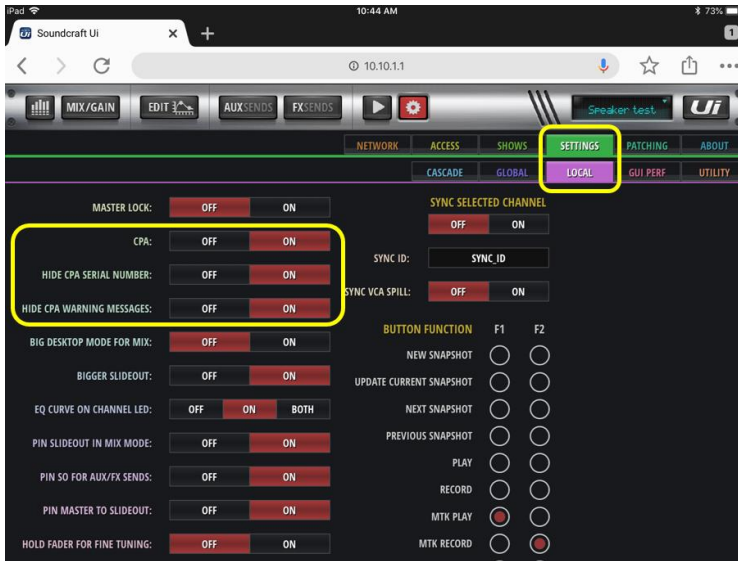 iPad 10:44 AM 73%
Soundcraft Ui 1
10.10.1.1
MIX/GAIN EDIT AUXSENDS FXSENDS Speaker test Ui
NETWORK ACCESS SHOWS SETTINGS PATCHING ABOUT
CASCADE GLOBAL LOCAL GUI PERF UTILITY
MASTER LOCK: OFF ON
CPA: OFF ON
HIDE CPA SERIAL NUMBER: OFF ON
HIDE CPA WARNING MESSAGES: OFF ON
BIG DESKTOP MODE FOR MIX: OFF ON
BIGGER SLIDEOUT: OFF ON
EQ CURVE ON CHANNEL LED: OFF ON BOTH
PIN SLIDEOUT IN MIX MODE: OFF ON
PIN SO FOR AUX/FX SENDS: OFF ON
PIN MASTER TO SLIDEOUT: OFF ON
HOLD FADER FOR FINE TUNING: OFF ON
SYNC SELECTED CHANNEL
OFF ON
SYNC ID: SYNC_ID
SYNC VCA SPILL: OFF ON
BUTTON FUNCTION F1 F2
NEW SNAPSHOT
UPDATE CURRENT SNAPSHOT
NEXT SNAPSHOT
PREVIOUS SNAPSHOT
PLAY
RECORD
MTK PLAY
MTK RECORD